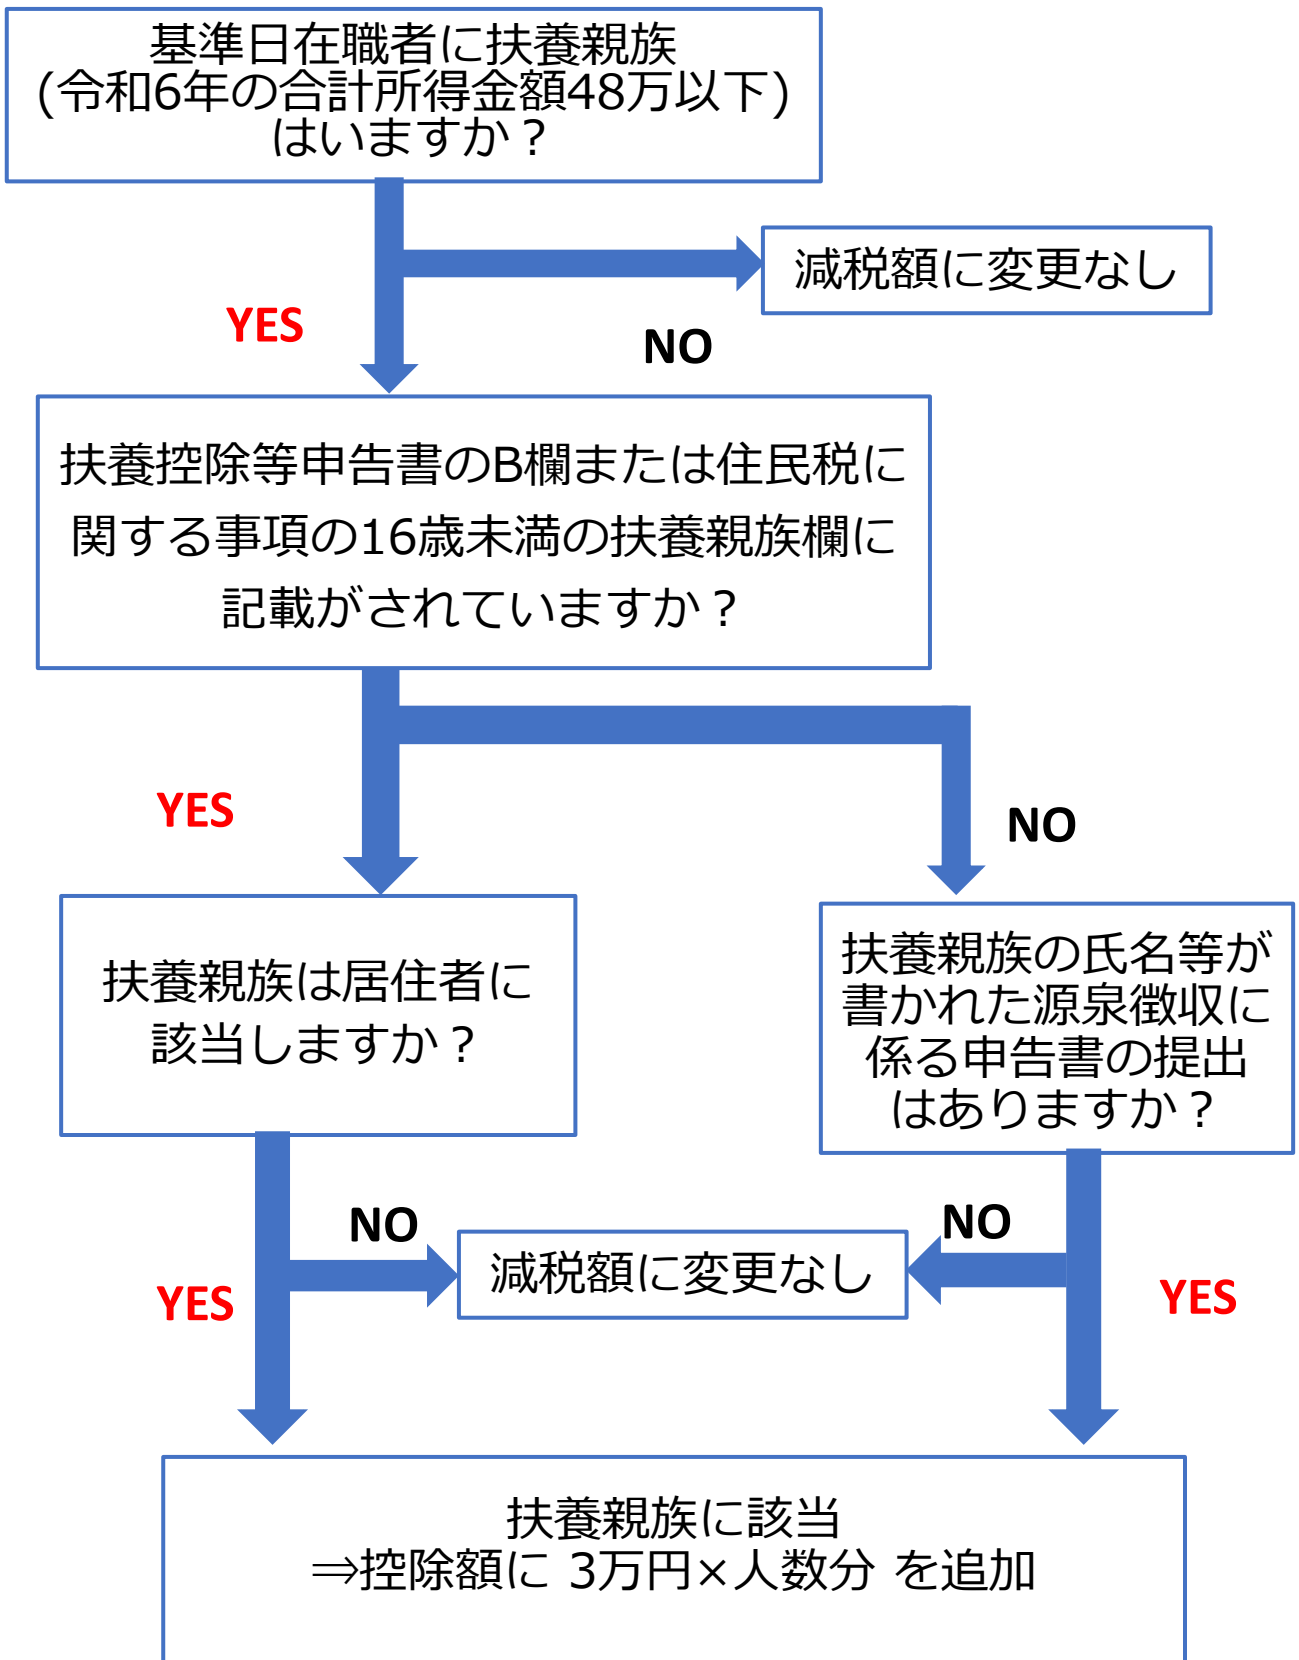 基準日在職者に扶養親族
(令和6年の合計所得金額48万以下)
はいますか？
減税額に変更なし
YES
NO
扶養控除等申告書のB欄または住民税に
関する事項の16歳未満の扶養親族欄に
記載がされていますか？
YES
NO
扶養親族は居住者に
該当しますか？
扶養親族の氏名等が
書かれた源泉徴収に
係る申告書の提出
はありますか？
NO
NO
減税額に変更なし
YES
YES
扶養親族に該当
⇒控除額に 3万円×人数分 を追加